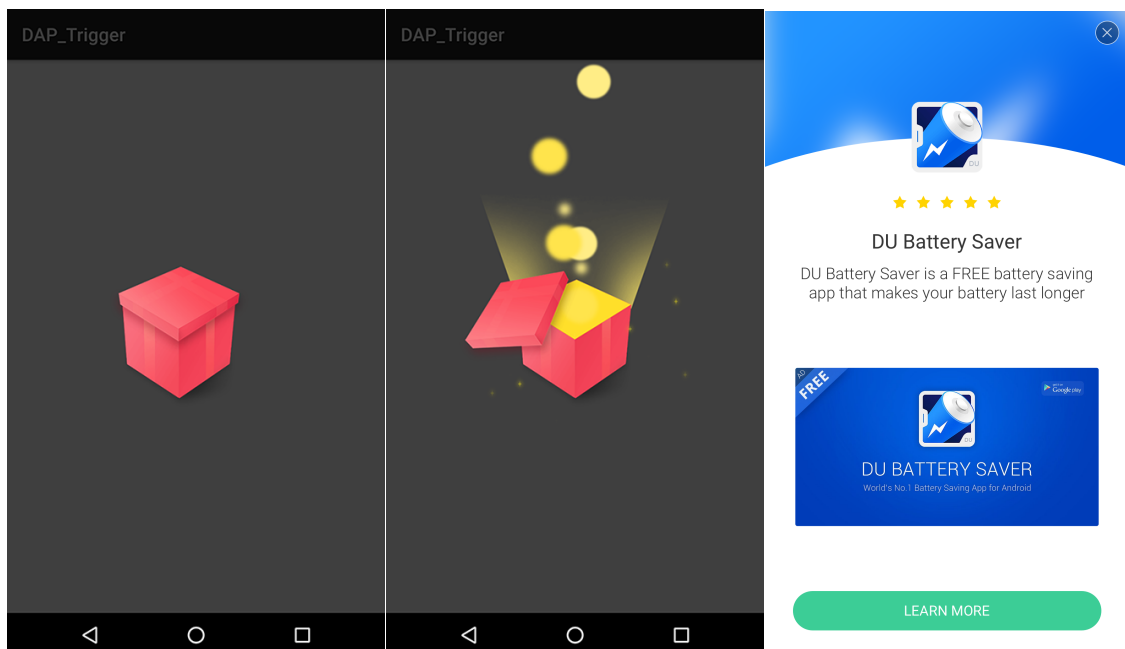 DAP_Trigger
DAP_Trigger
DU
DU Battery Saver
DU Battery Saver is a FREE battery saving
app that makes your battery last longer
AD
FREE
Google play
DU
DU BATTERY SAVER
World's No.1 Battery Saving App for Android
LEARN MORE